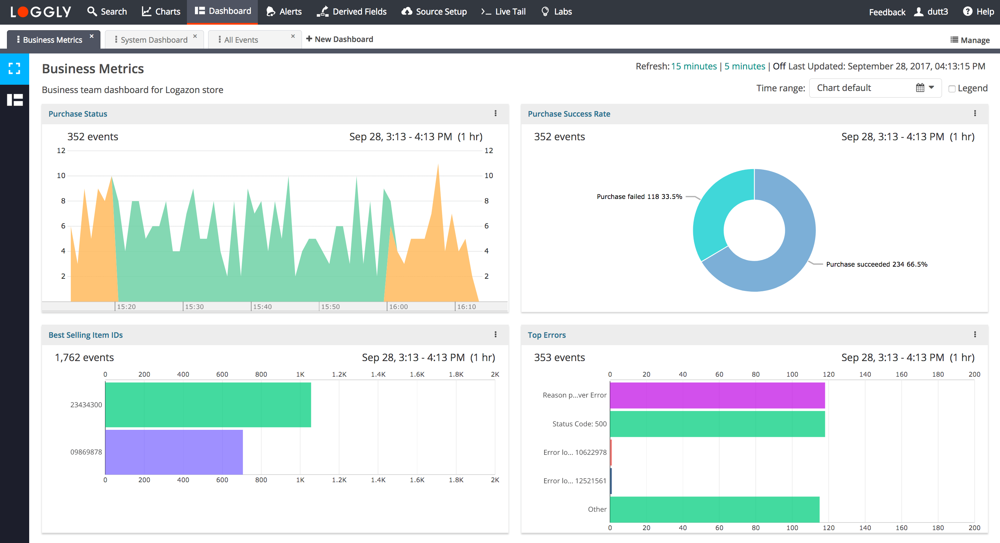 LOGGLY Search Charts Dashboard Alerts Derived Fields Source Setup Live Tail Labs Feedback dutt3 Help
Business Metrics × System Dashboard × All Events × + New Dashboard Manage
Business Metrics
Refresh: 15 minutes | 5 minutes | Off Last Updated: September 28, 2017, 04:13:15 PM
Business team dashboard for Logazon store
Time range: Chart default Legend
Purchase Status
352 events Sep 28, 3:13 - 4:13 PM (1 hr)
12 12
10 10
8 8
6 6
4 4
2 2
15:20 15:30 15:40 15:50 16:00 16:10
Purchase Success Rate
352 events Sep 28, 3:13 - 4:13 PM (1 hr)
Purchase failed 118 33.5%
Purchase succeeded 234 66.5%
Best Selling Item IDs
1,762 events Sep 28, 3:13 - 4:13 PM (1 hr)
0 200 400 600 800 1K 1.2K 1.4K 1.6K 1.8K 2K
23434300
09869878
0 200 400 600 800 1K 1.2K 1.4K 1.6K 1.8K 2K
Top Errors
353 events Sep 28, 3:13 - 4:13 PM (1 hr)
0 20 40 60 80 100 120 140 160 180 200
Reason p...ver Error
Status Code: 500
Error lo... 10622978
Error lo... 12521561
Other
0 20 40 60 80 100 120 140 160 180 200